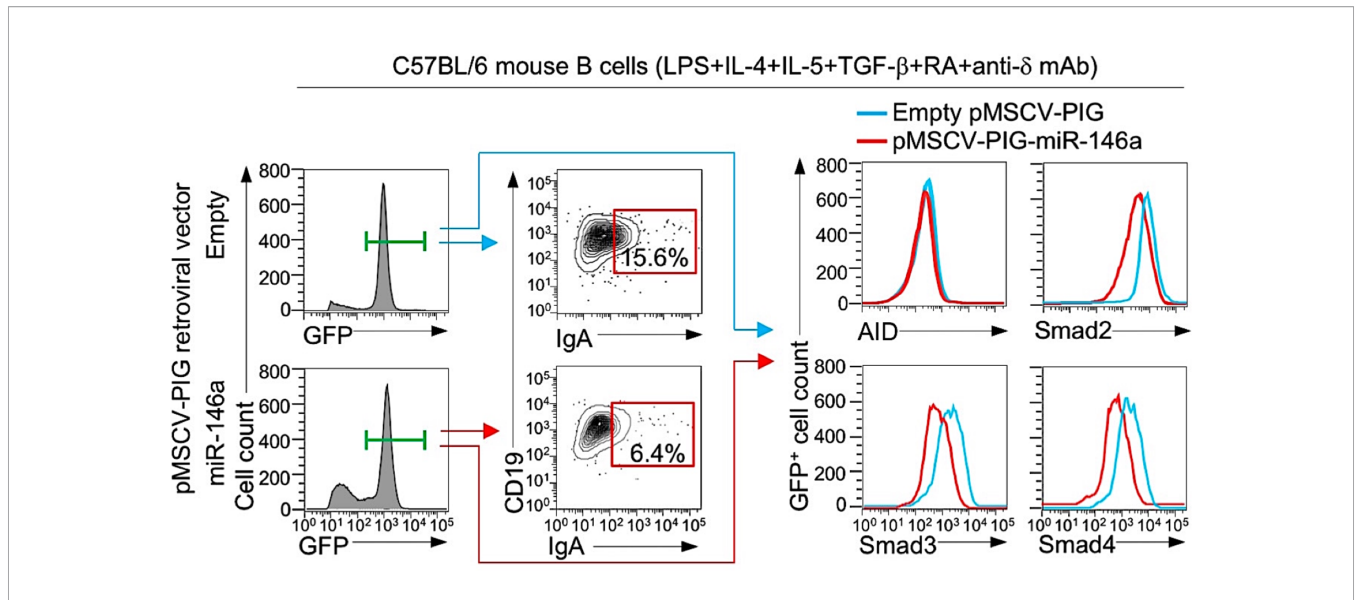 C57BL/6 mouse B cells (LPS+IL-4+IL-5+TGF-β+RA+anti-δ mAb)
Empty pMSCV-PIG
pMSCV-PIG-miR-146a
pMSCV-PIG retroviral vector
Empty
miR-146a
Cell count
800
600
400
200
0
GFP
10⁵
10⁴
10³
10²
10¹
10⁰
15.6%
IgA
800
600
400
200
0
AID
Smad2
800
600
400
200
0
10⁰ 10¹ 10² 10³ 10⁴ 10⁵
GFP
CD19
10⁵
10⁴
10³
10²
10¹
10⁰
6.4%
10⁰ 10¹ 10² 10³ 10⁴ 10⁵
IgA
GFP⁺ cell count
800
600
400
200
0
10⁰ 10¹ 10² 10³ 10⁴ 10⁵
Smad3
10⁰ 10¹ 10² 10³ 10⁴ 10⁵
Smad4